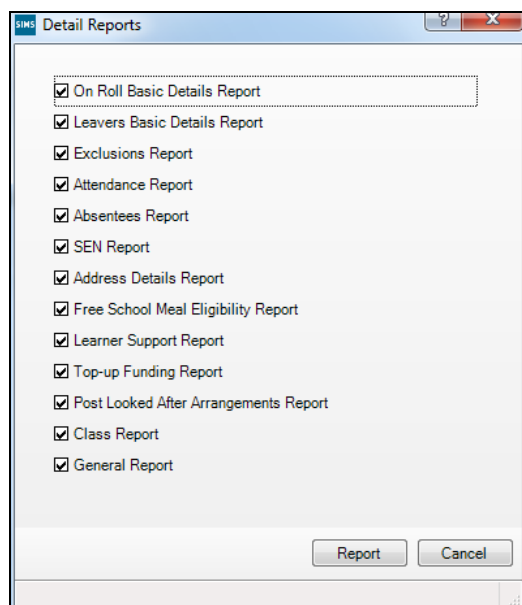 SIMS Detail Reports ? X
On Roll Basic Details Report
Leavers Basic Details Report
Exclusions Report
Attendance Report
Absentees Report
SEN Report
Address Details Report
Free School Meal Eligibility Report
Learner Support Report
Top-up Funding Report
Post Looked After Arrangements Report
Class Report
General Report
Report Cancel